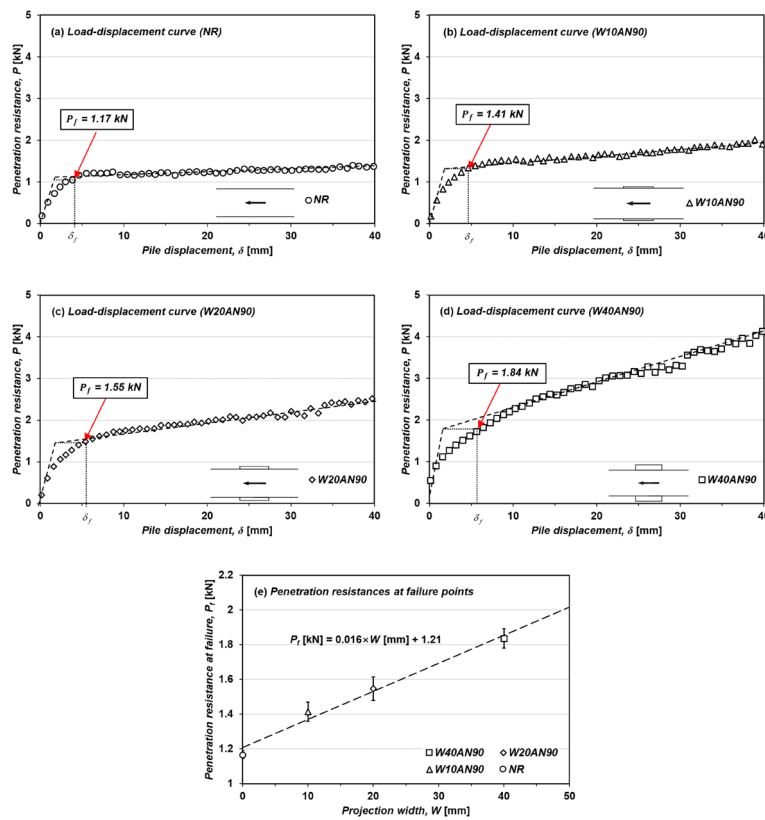 (a) Load-displacement curve (NR)
Penetration resistance, P [kN]
5
4
3
2
1
0
P_f = 1.17 kN
NR
0
δ_f
10
20
30
40
Pile displacement, δ [mm]
(b) Load-displacement curve (W10AN90)
Penetration resistance, P [kN]
5
4
3
2
1
0
P_f = 1.41 kN
W10AN90
0
δ_f
10
20
30
40
Pile displacement, δ [mm]
(c) Load-displacement curve (W20AN90)
Penetration resistance, P [kN]
5
4
3
2
1
0
P_f = 1.55 kN
W20AN90
0
δ_f
10
20
30
40
Pile displacement, δ [mm]
(d) Load-displacement curve (W40AN90)
Penetration resistance, P [kN]
5
4
3
2
1
0
P_f = 1.84 kN
W40AN90
0
δ_f
10
20
30
40
Pile displacement, δ [mm]
(e) Penetration resistances at failure points
Penetration resistance at failure, P_f [kN]
2.2
2
1.8
1.6
1.4
1.2
1
P_f [kN] = 0.016×W [mm] + 1.21
W40AN90
W20AN90
W10AN90
NR
0
10
20
30
40
50
Projection width, W [mm]